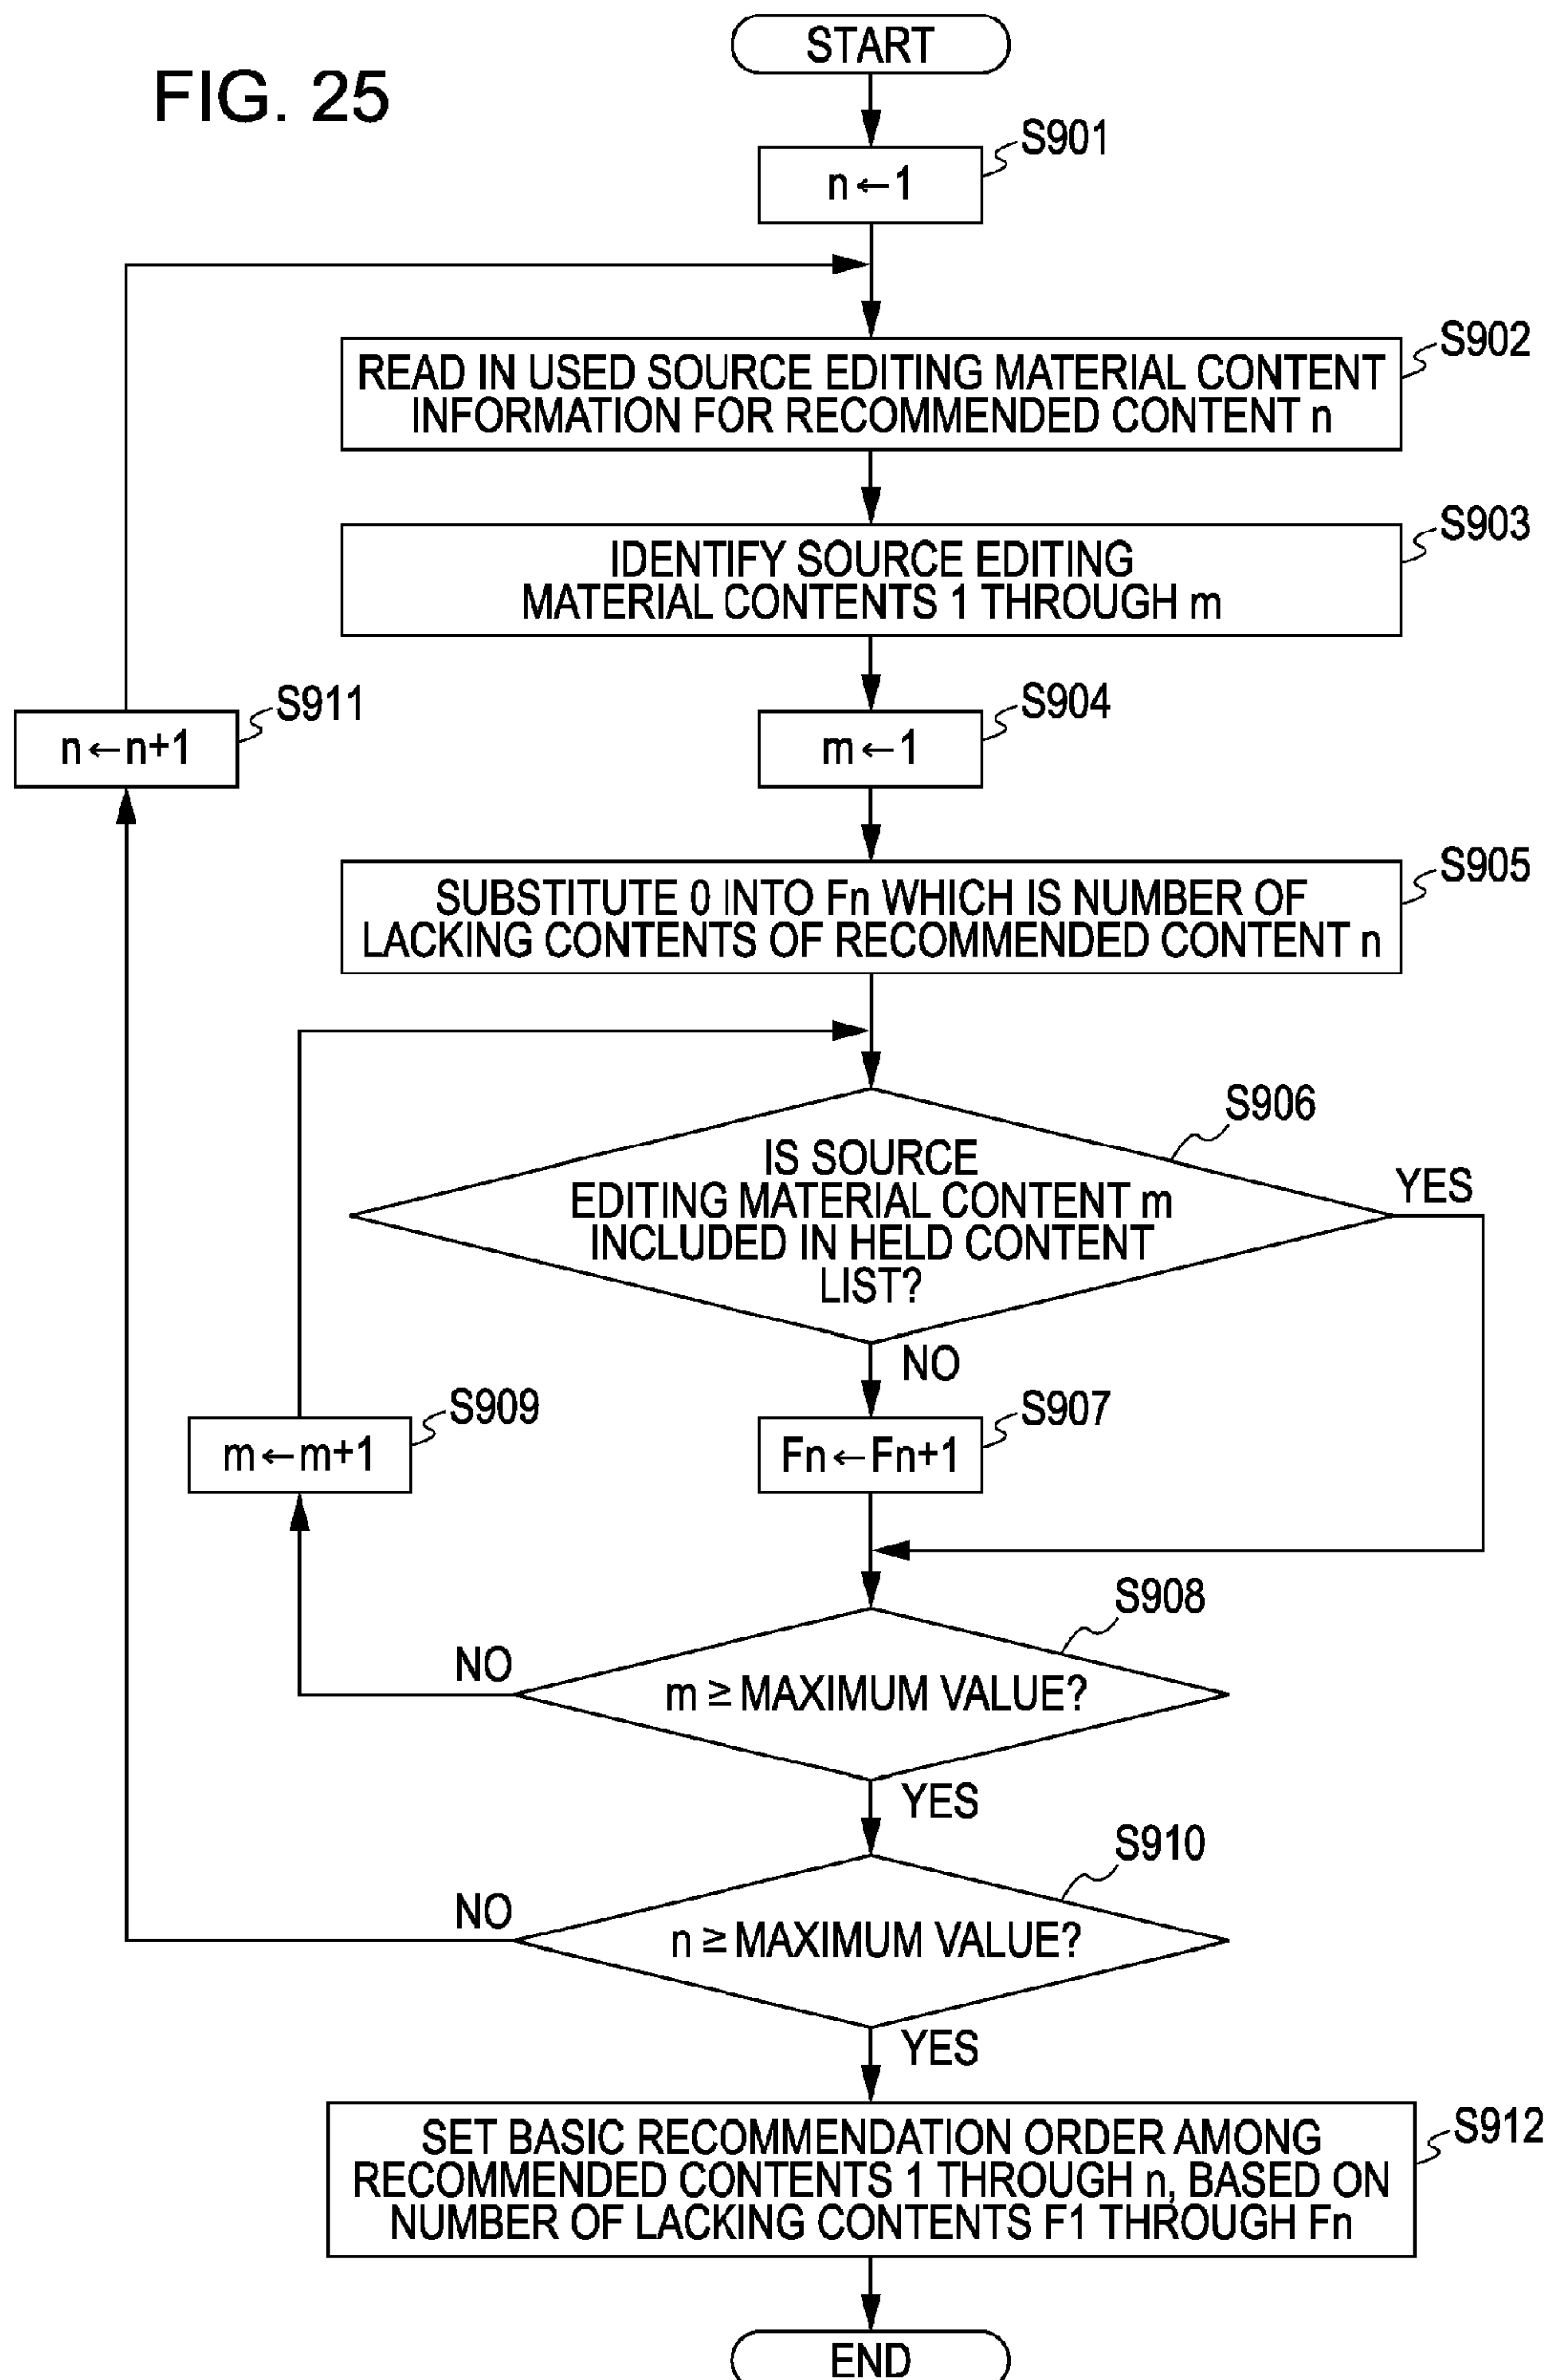 FIG. 25
START
S901
n←1
S902
READ IN USED SOURCE EDITING MATERIAL CONTENT
INFORMATION FOR RECOMMENDED CONTENT n
S903
IDENTIFY SOURCE EDITING
MATERIAL CONTENTS 1 THROUGH m
S911
n←n+1
S904
m←1
S905
SUBSTITUTE 0 INTO Fn WHICH IS NUMBER OF
LACKING CONTENTS OF RECOMMENDED CONTENT n
S906
IS SOURCE
EDITING MATERIAL CONTENT m
INCLUDED IN HELD CONTENT
LIST?
YES
NO
S909
m←m+1
S907
Fn←Fn+1
S908
NO
m≥MAXIMUM VALUE?
YES
S910
NO
n≥MAXIMUM VALUE?
YES
S912
SET BASIC RECOMMENDATION ORDER AMONG
RECOMMENDED CONTENTS 1 THROUGH n, BASED ON
NUMBER OF LACKING CONTENTS F1 THROUGH Fn
END